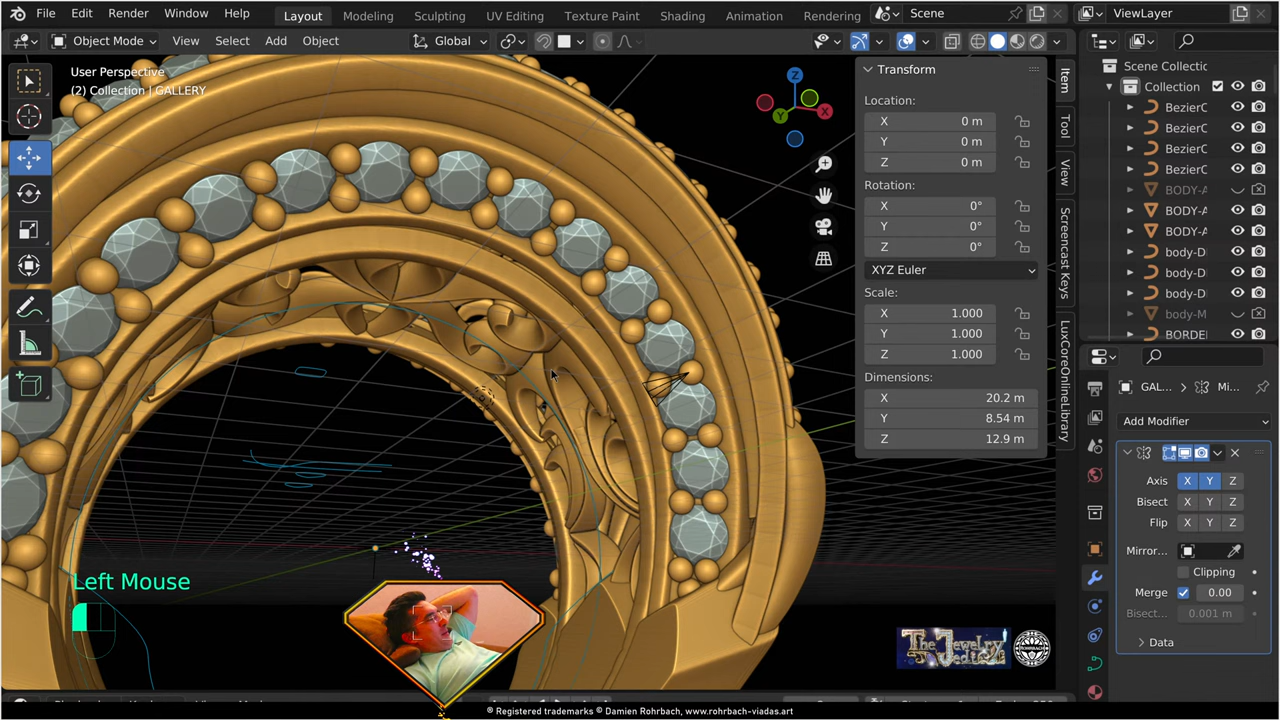 File Edit Render Window Help Layout Modeling Sculpting UV Editing Texture Paint Shading Animation Rendering Scene ViewLayer
Object Mode View Select Add Object Global
User Perspective
(2) Collection | GALLERY
Z
X
Y
Transform
Location:
X 0 m
Y 0 m
Z 0 m
Rotation:
X 0°
Y 0°
Z 0°
XYZ Euler
Scale:
X 1.000
Y 1.000
Z 1.000
Dimensions:
X 20.2 m
Y 8.54 m
Z 12.9 m
Item
Tool
View
Screencast Keys
LuxCoreOnlineLibrary
Scene Collectic
Collection
BezierC
BezierC
BezierC
BezierC
BODY-A
BODY-A
BODY-A
body-D
body-D
body-D
body-M
BORDE
GAL... Mi...
Add Modifier
Axis X Y Z
Bisect X Y Z
Flip X Y Z
Mirror...
Clipping
Merge 0.00
Bisect... 0.001 m
Data
Left Mouse
The Jewelry
ROHRBACH
® Registered trademarks © Damien Rohrbach, www.rohrbach-viadas.art